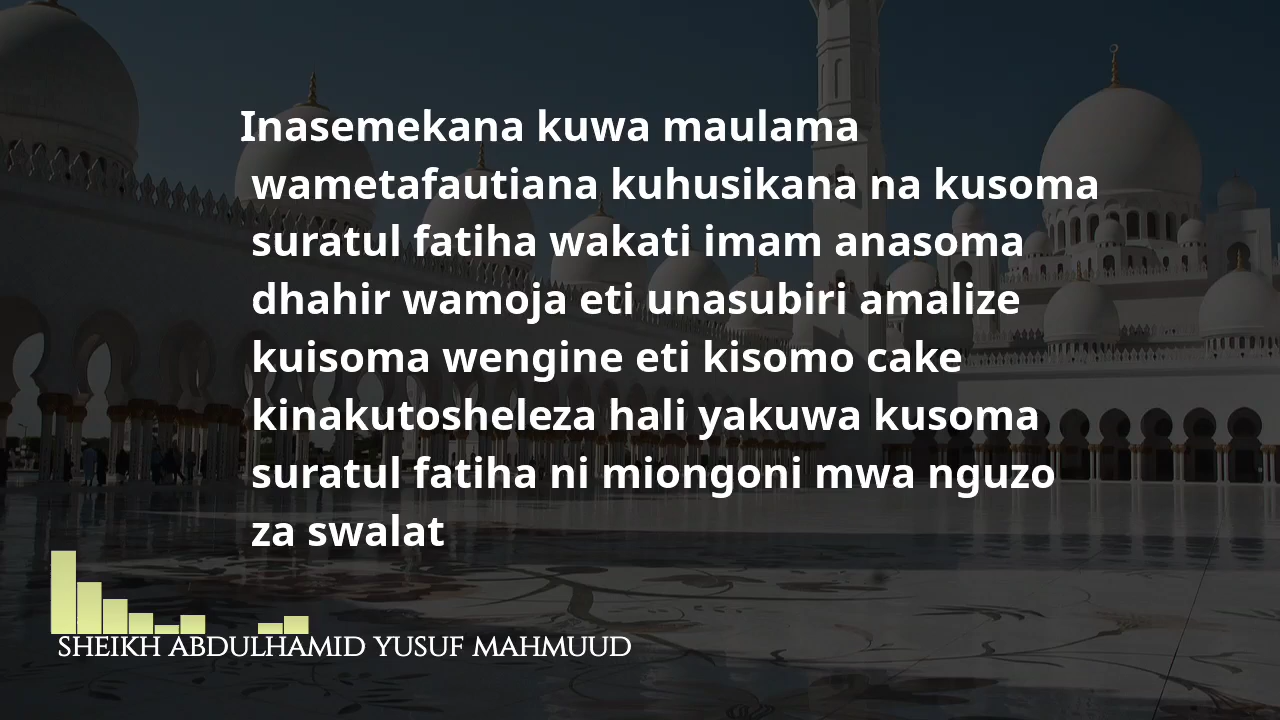 Inasemekana kuwa maulama
wametafautiana kuhusikana na kusoma
suratul fatiha wakati imam anasoma
dhahir wamoja eti unasubiri amalize
kuisoma wengine eti kisomo cake
kinakutosheleza hali yakuwa kusoma
suratul fatiha ni miongoni mwa nguzo
za swalat
SHEIKH ABDULHAMID YUSUF MAHMUUD